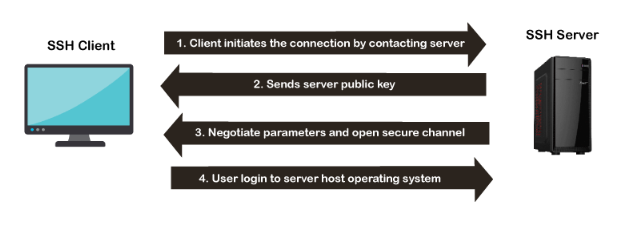 SSH Client
SSH Server
1. Client initiates the connection by contacting server
2. Sends server public key
3. Negotiate parameters and open secure channel
4. User login to server host operating system